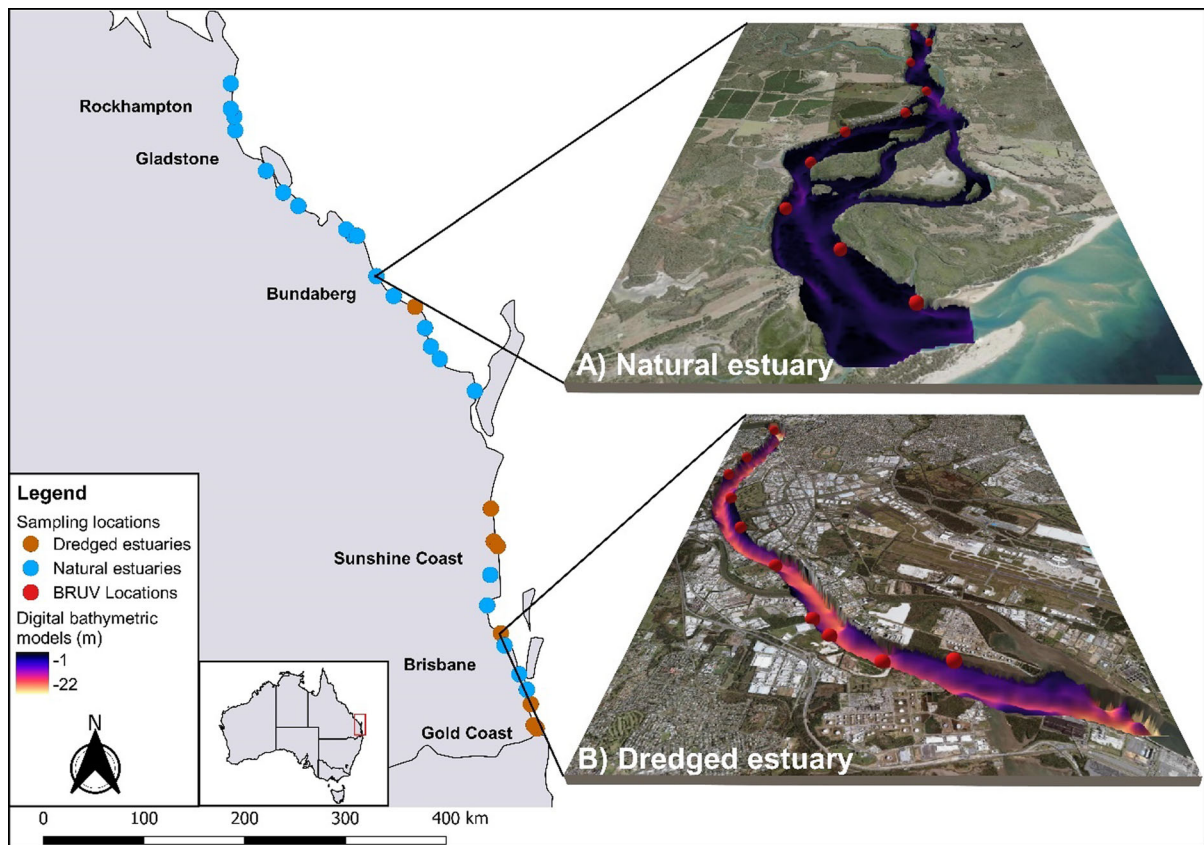 Rockhampton
Gladstone
Bundaberg
Sunshine Coast
Brisbane
Gold Coast
A) Natural estuary
B) Dredged estuary
Legend
Sampling locations
Dredged estuaries
Natural estuaries
BRUV Locations
Digital bathymetric
models (m)
-1
-22
N
0 100 200 300 400 km